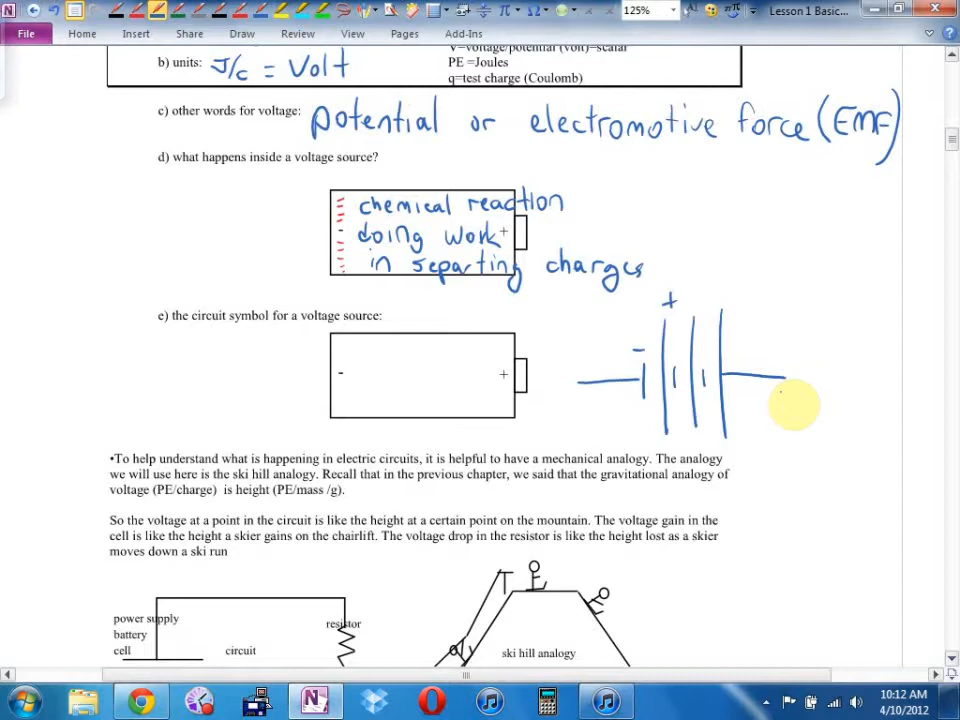 125%
Lesson 1 Basic...
File Home Insert Share Draw Review View Pages Add-Ins
b) units: J/c = Volt
V=voltage/potential (volt)=scalar
PE =Joules
q=test charge (Coulomb)
c) other words for voltage: potential or electromotive force (EMF)
d) what happens inside a voltage source?
chemical reaction
- doing work +
in separting charges
e) the circuit symbol for a voltage source:
+
-
- +
•To help understand what is happening in electric circuits, it is helpful to have a mechanical analogy. The analogy
we will use here is the ski hill analogy. Recall that in the previous chapter, we said that the gravitational analogy of
voltage (PE/charge) is height (PE/mass /g).
So the voltage at a point in the circuit is like the height at a certain point on the mountain. The voltage gain in the
cell is like the height a skier gains on the chairlift. The voltage drop in the resistor is like the height lost as a skier
moves down a ski run
power supply
battery
cell
circuit
resistor
ski hill analogy
10:12 AM
4/10/2012